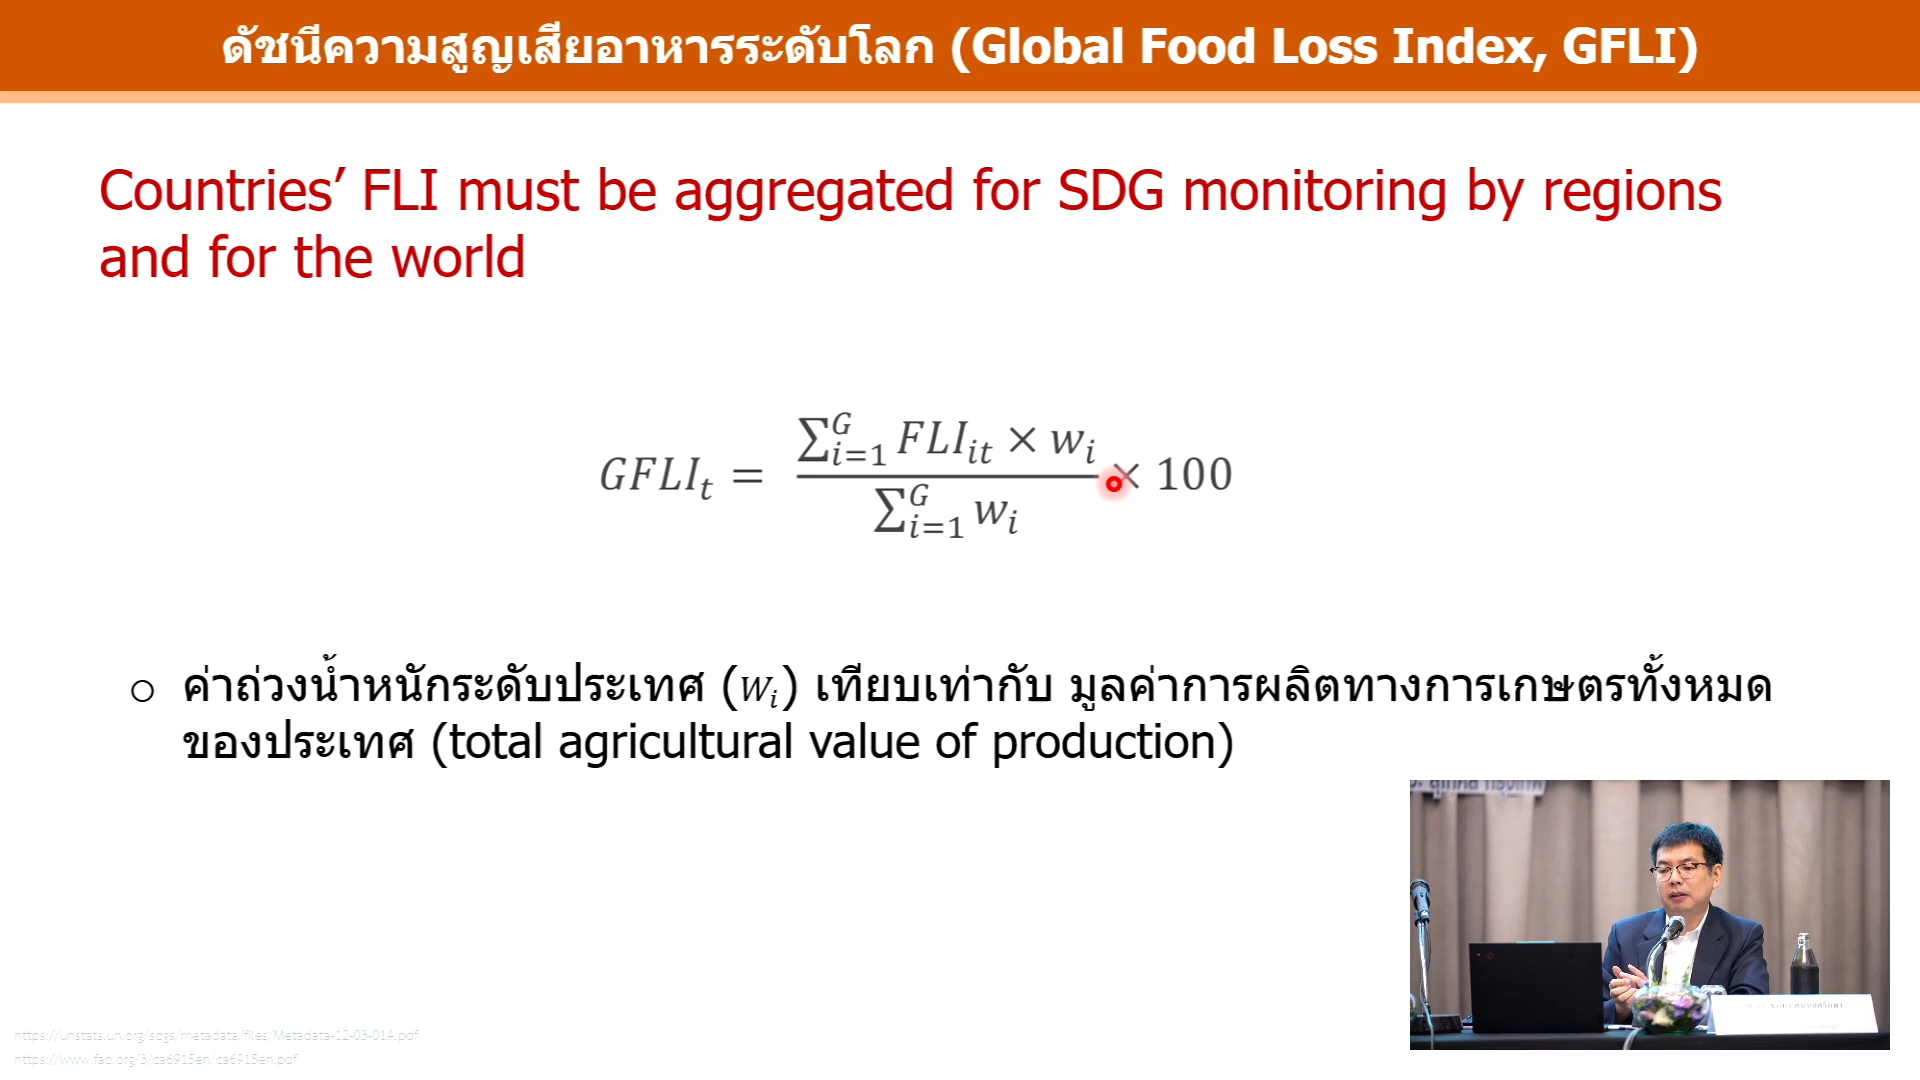 ดัชนีความสูญเสียอาหารระดับโลก (Global Food Loss Index, GFLI)
Countries’ FLI must be aggregated for SDG monitoring by regions
and for the world
GFLI_t = \frac{\sum_{i=1}^{G} FLI_{it} × w_i}{\sum_{i=1}^{G} w_i} × 100
o ค่าถ่วงน้ำหนักระดับประเทศ (w_i) เทียบเท่ากับ มูลค่าการผลิตทางการเกษตรทั้งหมด
ของประเทศ (total agricultural value of production)
https://unstats.un.org/sdgs/metadata/files/Metadata-12-03-01A.pdf
https://www.fao.org/3/ca6915en/ca6915en.pdf